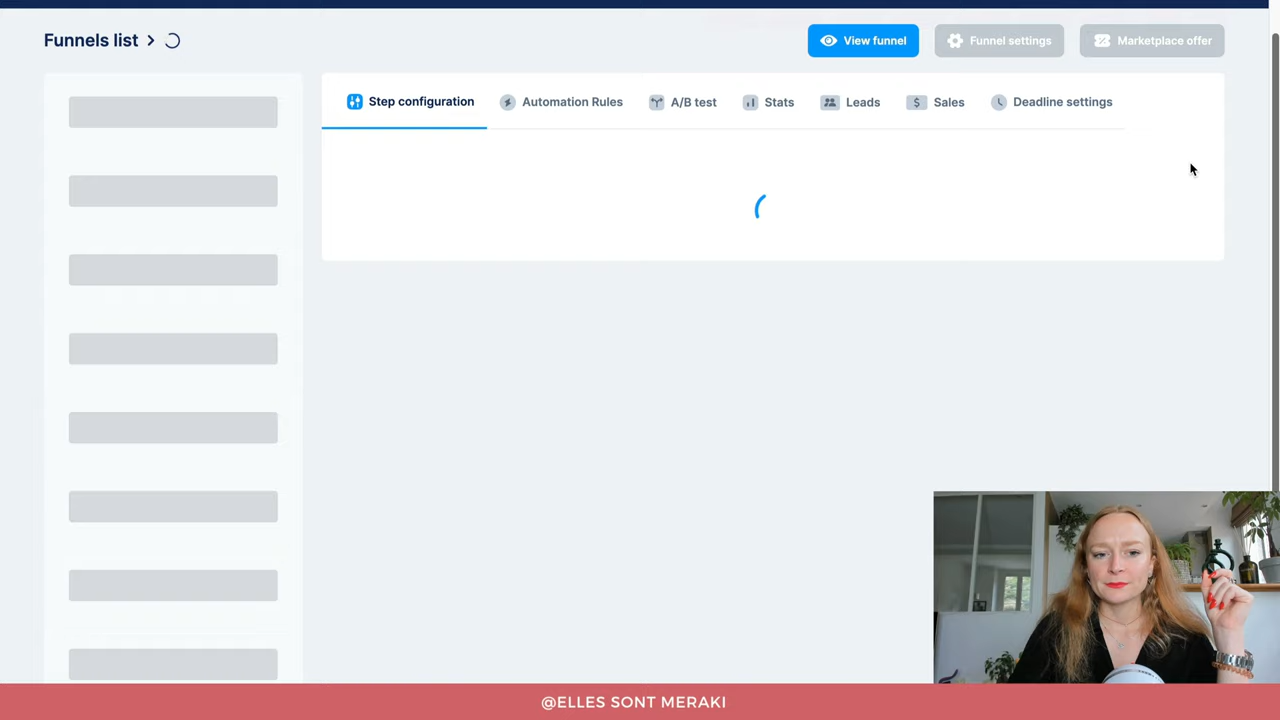 Funnels list
View funnel
Funnel settings
Marketplace offer
Step configuration
Automation Rules
A/B test
Stats
Leads
Sales
Deadline settings
@ELLES SONT MERAKI